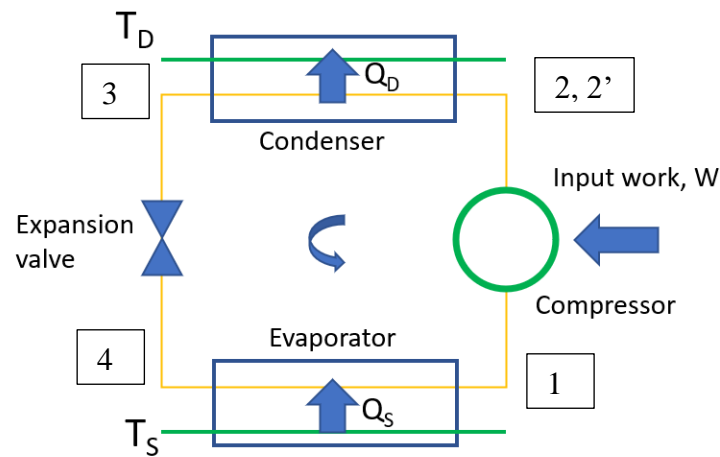 T_D
3
Q_D
2, 2’
Condenser
Input work, W
Expansion
valve
Compressor
Evaporator
4
1
Q_S
T_S